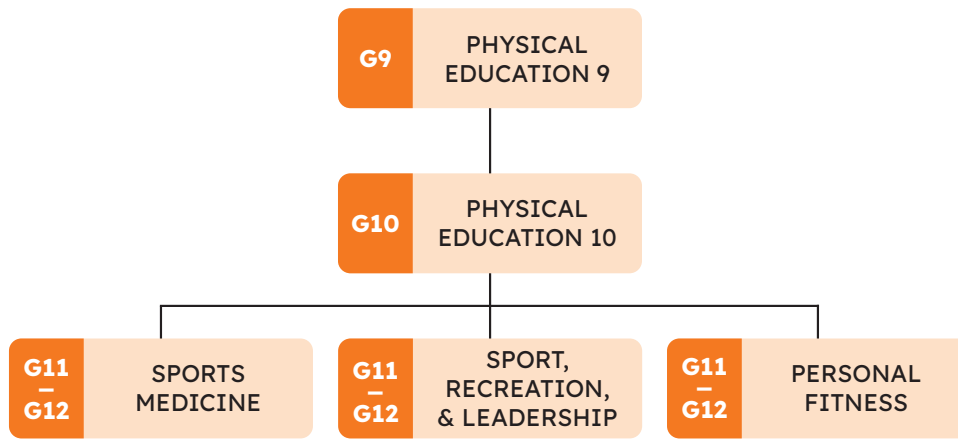 G9
PHYSICAL
EDUCATION 9
G10
PHYSICAL
EDUCATION 10
G11
–
G12
SPORTS
MEDICINE
G11
–
G12
SPORT,
RECREATION,
& LEADERSHIP
G11
–
G12
PERSONAL
FITNESS